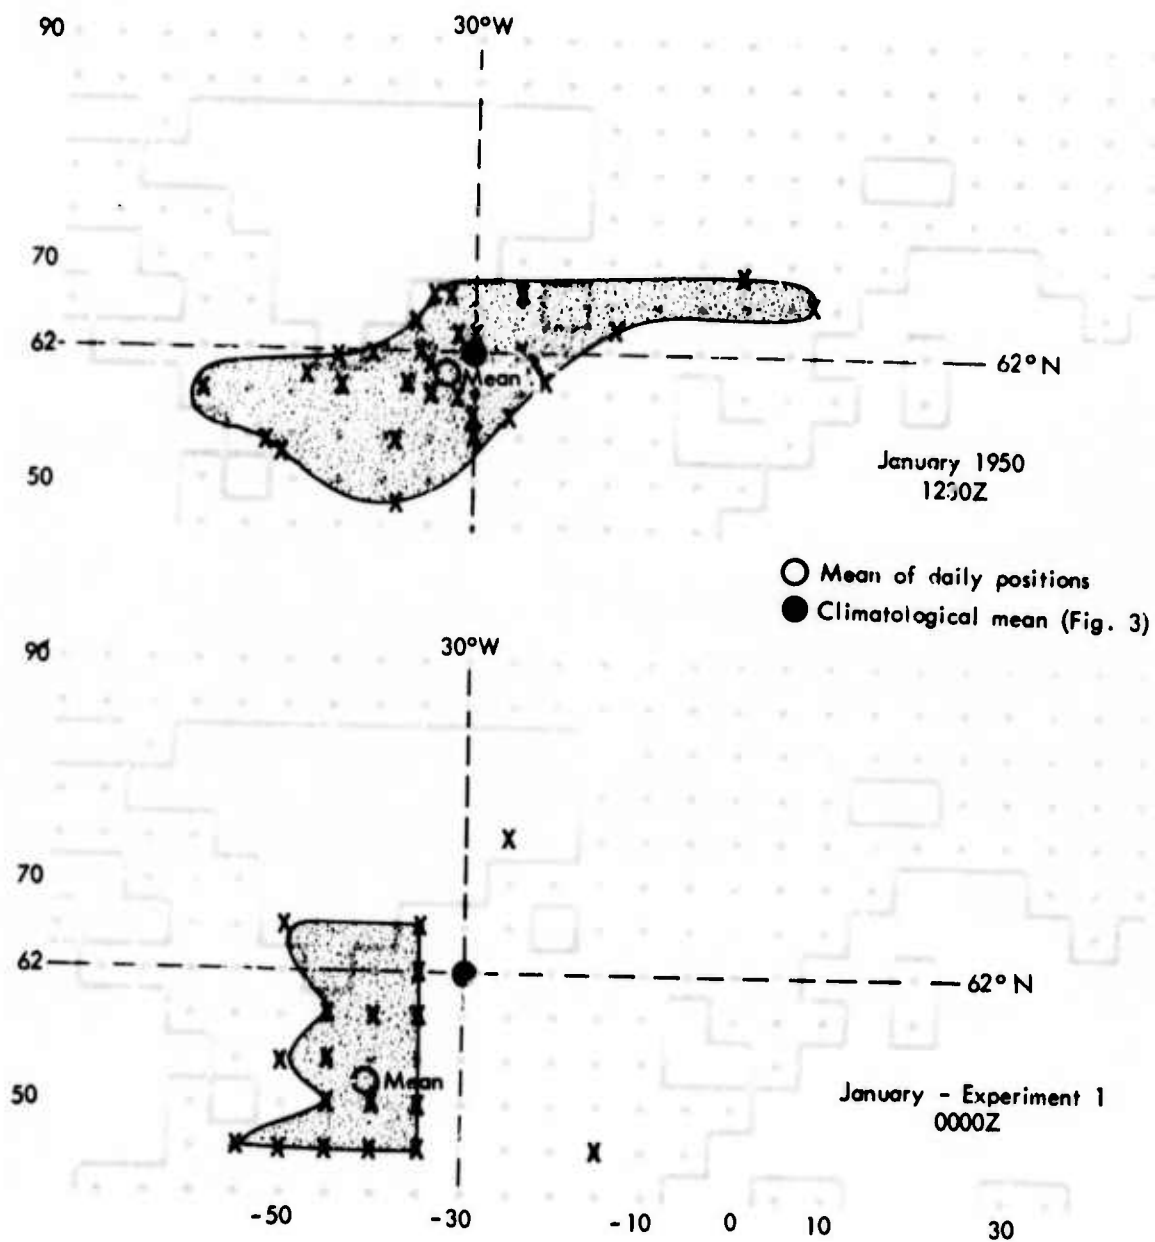 90
30°W
70
62
62°N
Mean
50
January 1950
1230Z
Mean of daily positions
Climatological mean (Fig. 3)
90
30°W
70
62
62°N
Mean
50
January - Experiment 1
0000Z
-50 -30 -10 0 10 30